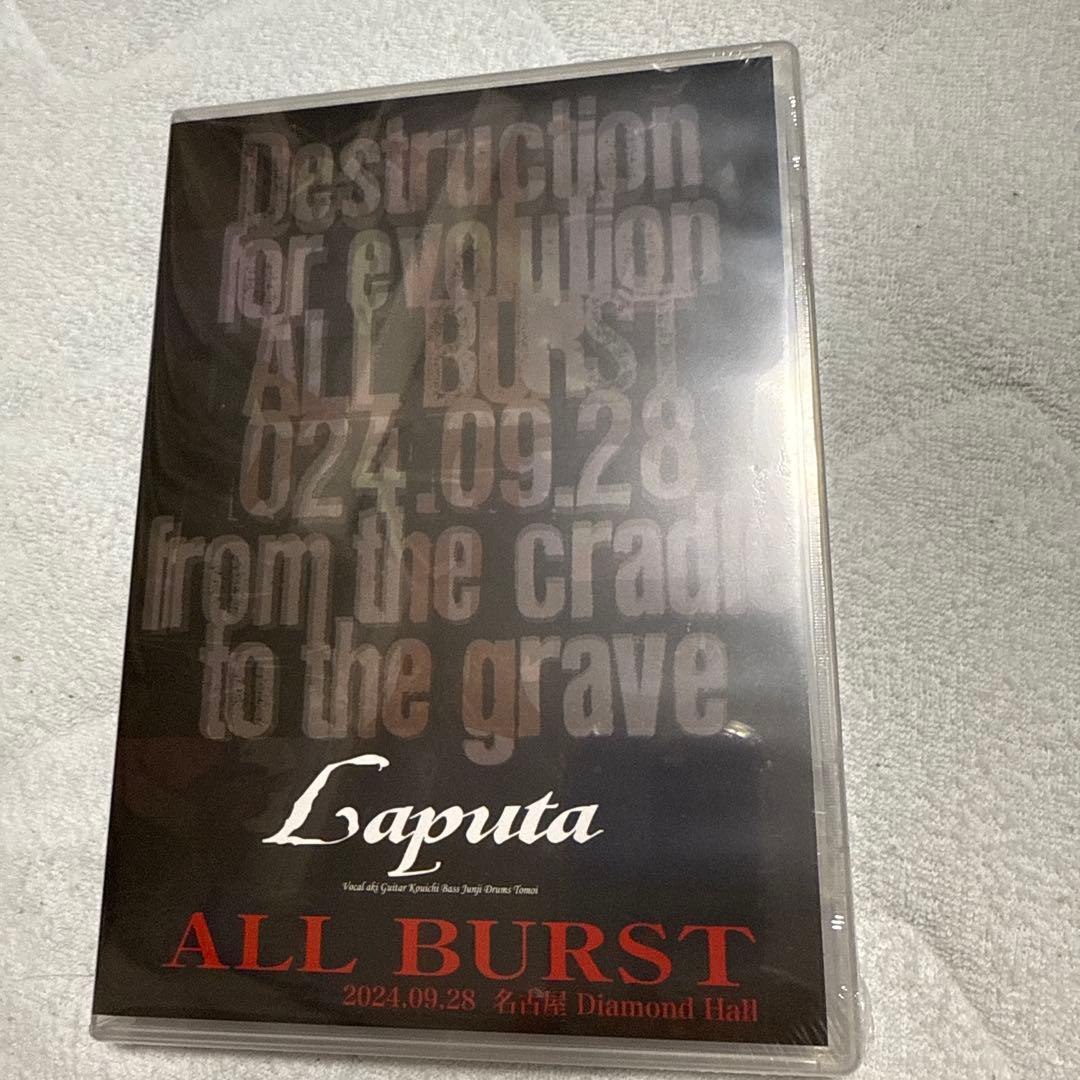 Destruction
for evolution
ALL BURST
024.09.28
from the cradle
to the grave
Laputa
Vocal aki Guitar Kouichi Bass Junji Drums Tomoi
ALL BURST
2024.09.28 名古屋 Diamond Hall